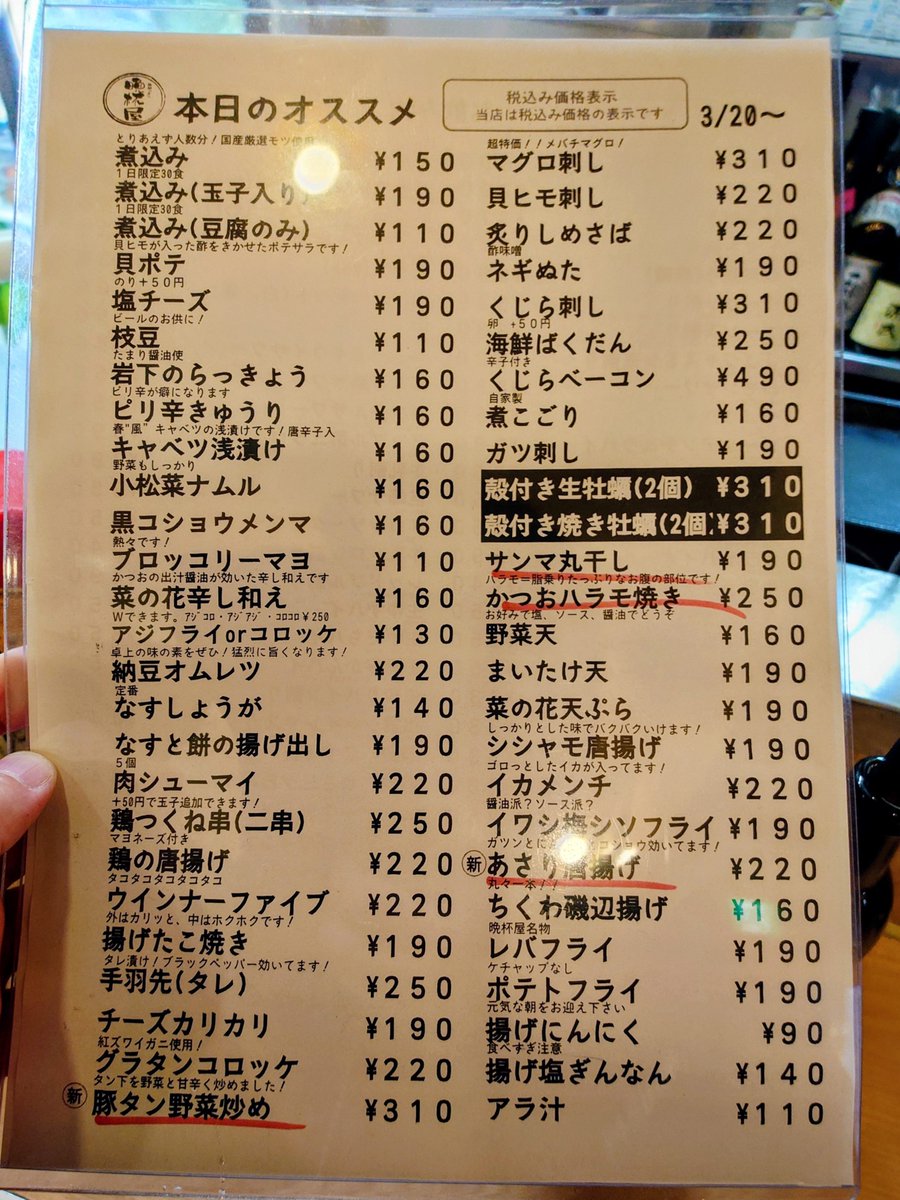 晩杯屋
本日のオススメ
税込み価格表示
当店は税込み価格の表示です
3/20〜
とりあえず人数分!国産厳選モツ使用
煮込み ¥150
1日限定30食
煮込み(玉子入り) ¥190
1日限定30食
煮込み(豆腐のみ) ¥110
貝ヒモが入った酢をきかせたポテサラです!
貝ポテ ¥190
のり+50円
塩チーズ ¥190
ビールのお供に!
枝豆 ¥110
たまり醤油使
岩下のらっきょう ¥160
ピリ辛が癖になります
ピリ辛きゅうり ¥160
春"風"キャベツの浅漬けです!唐辛子入
キャベツ浅漬け ¥160
野菜もしっかり
小松菜ナムル ¥160
黒コショウメンマ ¥160
熱々です!
ブロッコリーマヨ ¥110
かつおの出汁醤油が効いた辛し和えです
菜の花辛し和え ¥160
Wできます。アジコロ・アジアジ・コロコロ¥250
アジフライorコロッケ ¥130
卓上の味の素をぜひ!猛烈に旨くなります!
納豆オムレツ ¥220
定番
なすしょうが ¥140
なすと餅の揚げ出し ¥190
5個
肉シューマイ ¥220
+50円で玉子追加できます!
鶏つくね串(二串) ¥250
マヨネーズ付き
鶏の唐揚げ ¥220
タコタコタコタコタコ
ウインナーファイブ ¥220
外はカリッと、中はホクホクです!
揚げたこ焼き ¥190
タレ漬け!ブラックペッパー効いてます!
手羽先(タレ) ¥250
チーズカリカリ ¥190
紅ズワイガニ使用!
グラタンコロッケ ¥220
タン下を野菜と甘辛く炒めました!
新 豚タン野菜炒め ¥310
超特価!!メバチマグロ!
マグロ刺し ¥310
貝ヒモ刺し ¥220
炙りしめさば ¥220
酢味噌
ネギぬた ¥190
くじら刺し ¥310
卵 +50円
海鮮ばくだん ¥250
辛子付き
くじらベーコン ¥490
自家製
煮こごり ¥160
ガツ刺し ¥190
殻付き生牡蠣(2個) ¥310
殻付き焼き牡蠣(2個) ¥310
サンマ丸干し ¥190
ハラモ=脂乗りたっぷりなお腹の部位です!
かつおハラモ焼き ¥250
お好みで塩、ソース、醤油でどうぞ
野菜天 ¥160
まいたけ天 ¥190
菜の花天ぷら ¥190
しっかりとした味でバクバクいけます!
シシャモ唐揚げ ¥190
ゴロっとしたイカが入ってます!
イカメンチ ¥220
醤油派?ソース派?
イワシ梅シソフライ ¥190
ガツンとに コショウ効いてます!
新 あさり唐揚げ ¥220
丸々一本!?
ちくわ磯辺揚げ ¥160
晩杯屋名物
レバフライ ¥190
ケチャップなし
ポテトフライ ¥190
元気な朝をお迎え下さい
揚げにんにく ¥90
食べすぎ注意
揚げ塩ぎんなん ¥140
アラ汁 ¥110